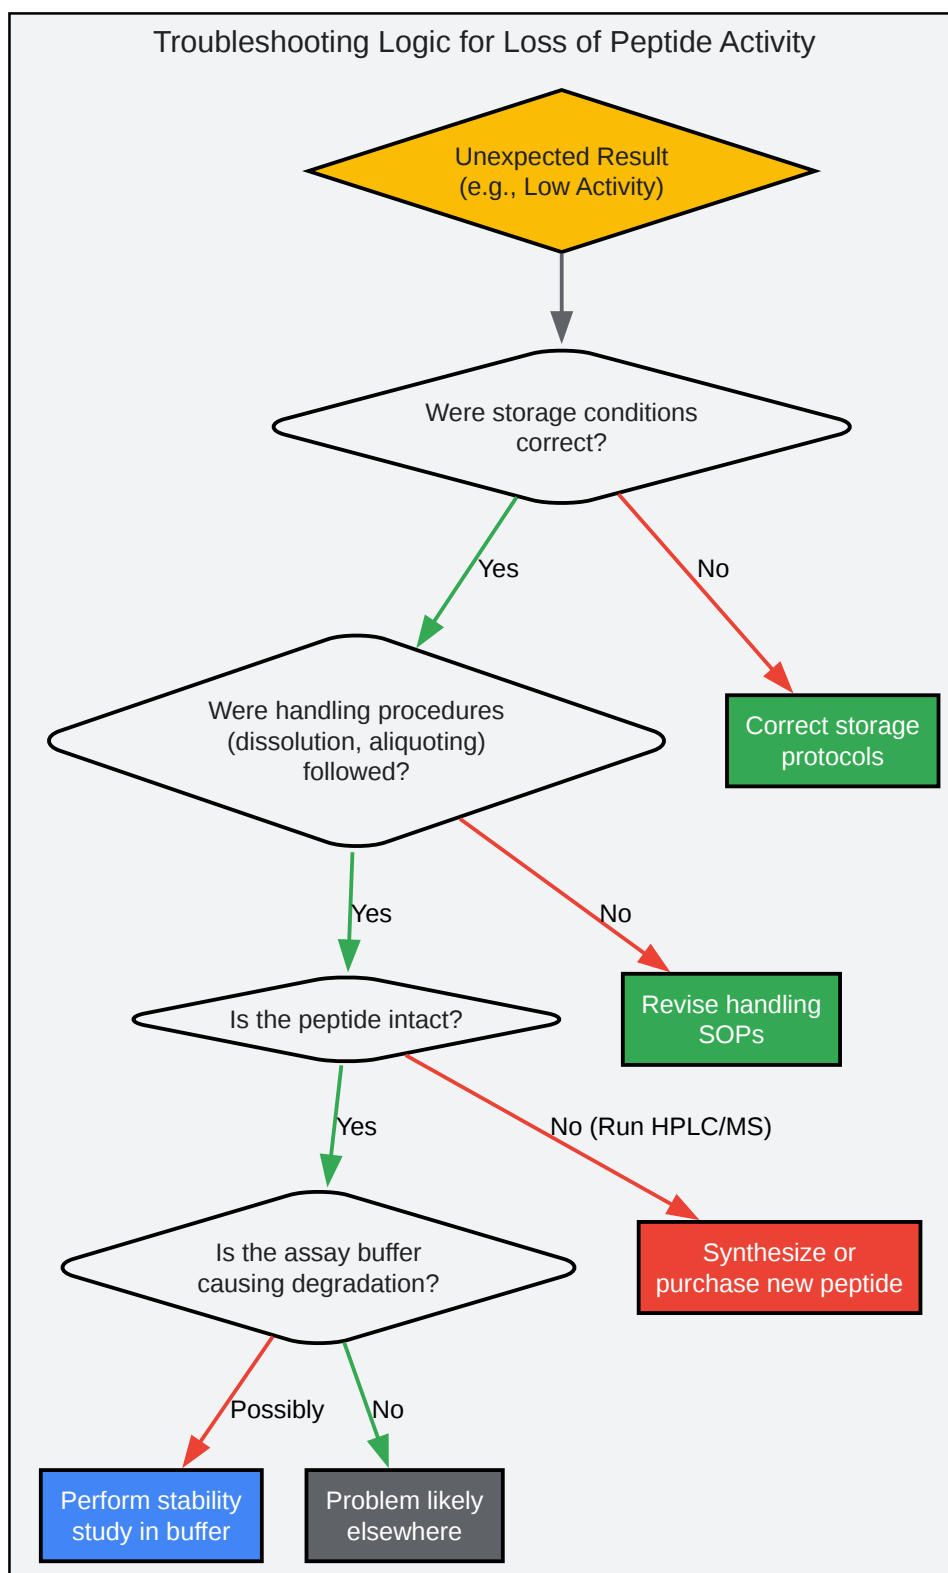 Troubleshooting Logic for Loss of Peptide Activity
Unexpected Result
(e.g., Low Activity)
Were storage conditions
correct?
Yes
No
Were handling procedures
(dissolution, aliquoting)
followed?
Correct storage
protocols
Yes
No
Is the peptide intact?
Revise handling
SOPs
Yes
No (Run HPLC/MS)
Is the assay buffer
causing degradation?
Synthesize or
purchase new peptide
Possibly
No
Perform stability
study in buffer
Problem likely
elsewhere